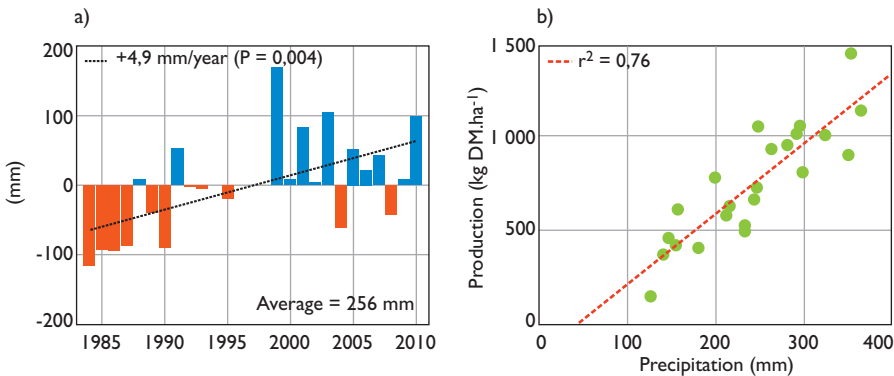 a)
200
100
0
-100
-200
(mm)
+4,9 mm/year (P = 0,004)
Average = 256 mm
1985 1990 1995 2000 2005 2010
b)
1 500
1 000
500
0
Production (kg DM.ha⁻¹)
r² = 0,76
0 100 200 300 400
Precipitation (mm)